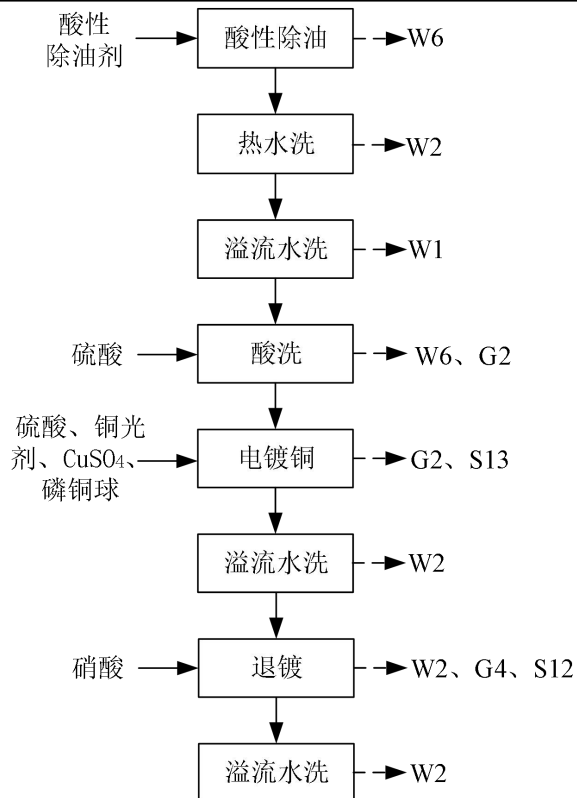 酸性
除油剂
酸性除油
W6
热水洗
W2
溢流水洗
W1
硫酸
酸洗
W6、G2
硫酸、铜光
剂、CuSO₄、
磷铜球
电镀铜
G2、S13
溢流水洗
W2
硝酸
退镀
W2、G4、S12
溢流水洗
W2